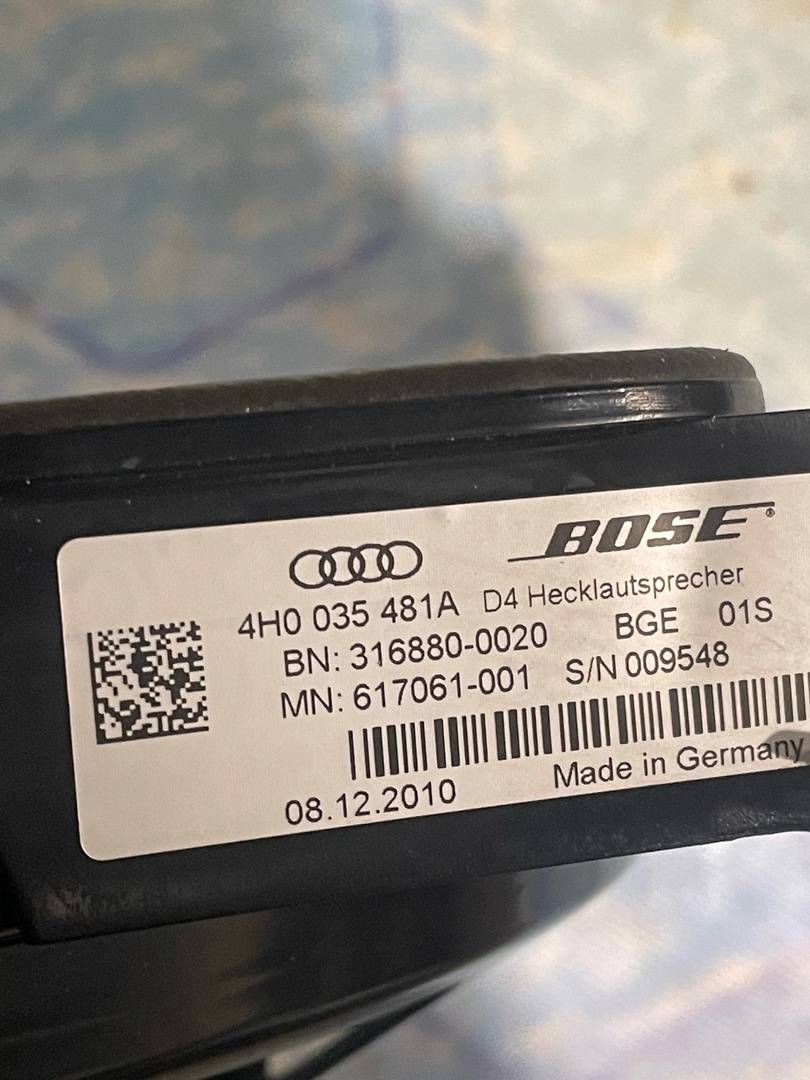 BOSE®
4H0 035 481A D4 Hecklautsprecher
BN: 316880-0020 BGE 01S
MN: 617061-001 S/N 009548
08.12.2010 Made in Germany